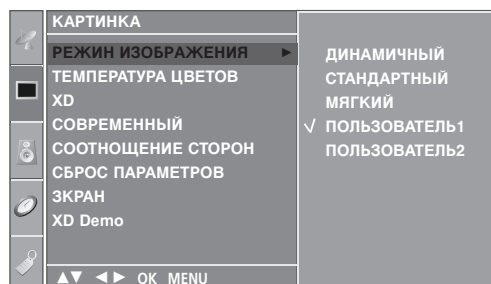 КАРТИНКА
РЕЖИН ИЗОБРАЖЕНИЯ ►
ТЕМПЕРАТУРА ЦВЕТОВ
XD
СОВРЕМЕННЫЙ
СООТНОЩЕНИЕ СТОРОН
СБРОС ПАРАМЕТРОВ
ЗКРАН
XD Demo
▲▼ ◄► OK MENU
ДИНАМИЧНЫЙ
СТАНДАРТНЫЙ
МЯГКИЙ
√ ПОЛЬЗОВАТЕЛЬ1
ПОЛЬЗОВАТЕЛЬ2